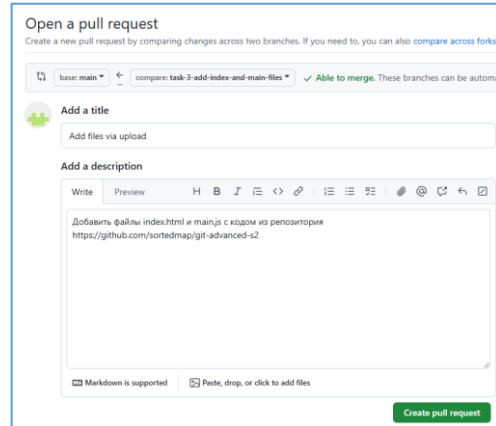 Open a pull request
Create a new pull request by comparing changes across two branches. If you need to, you can also compare across forks
base: main compare: task-3-add-index-and-main-files Able to merge. These branches can be
Add a title
Add files via upload
Add a description
Write Preview H B I
Добавить файлы index.html и main.js с кодом из репозитория
https://github.com/sortedmap/git-advanced-s2
Markdown is supported Paste, drop, or click to add files
Create pull request